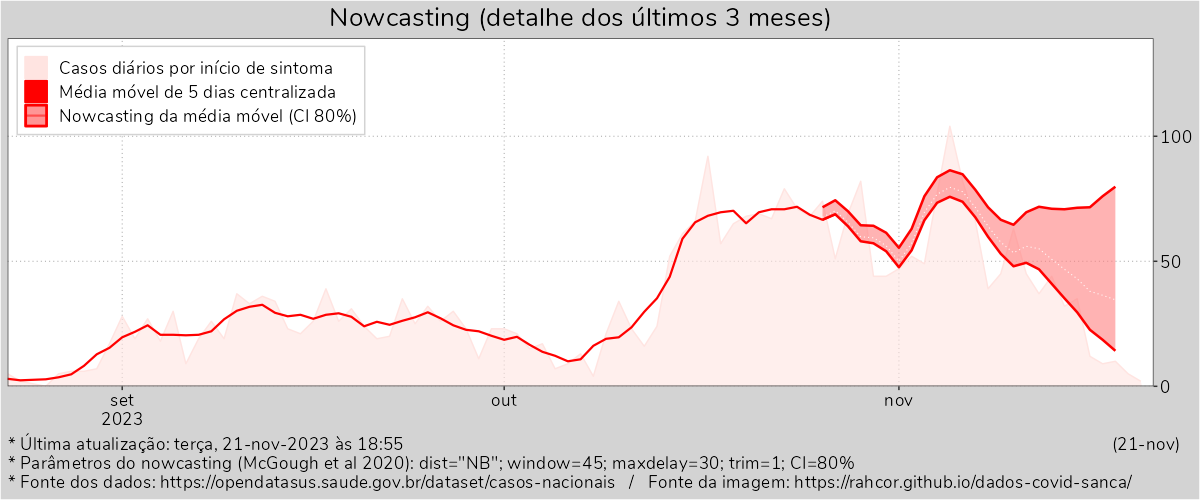 Nowcasting (detalhe dos últimos 3 meses)
Casos diários por início de sintoma
Média móvel de 5 dias centralizada
Nowcasting da média móvel (CI 80%)
100
50
0
set
2023
out
nov
* Última atualização: terça, 21-nov-2023 às 18:55
(21-nov)
* Parâmetros do nowcasting (McGough et al 2020): dist="NB"; window=45; maxdelay=30; trim=1; CI=80%
* Fonte dos dados: https://opendatasus.saude.gov.br/dataset/casos-nacionais / Fonte da imagem: https://rahcor.github.io/dados-covid-sanca/